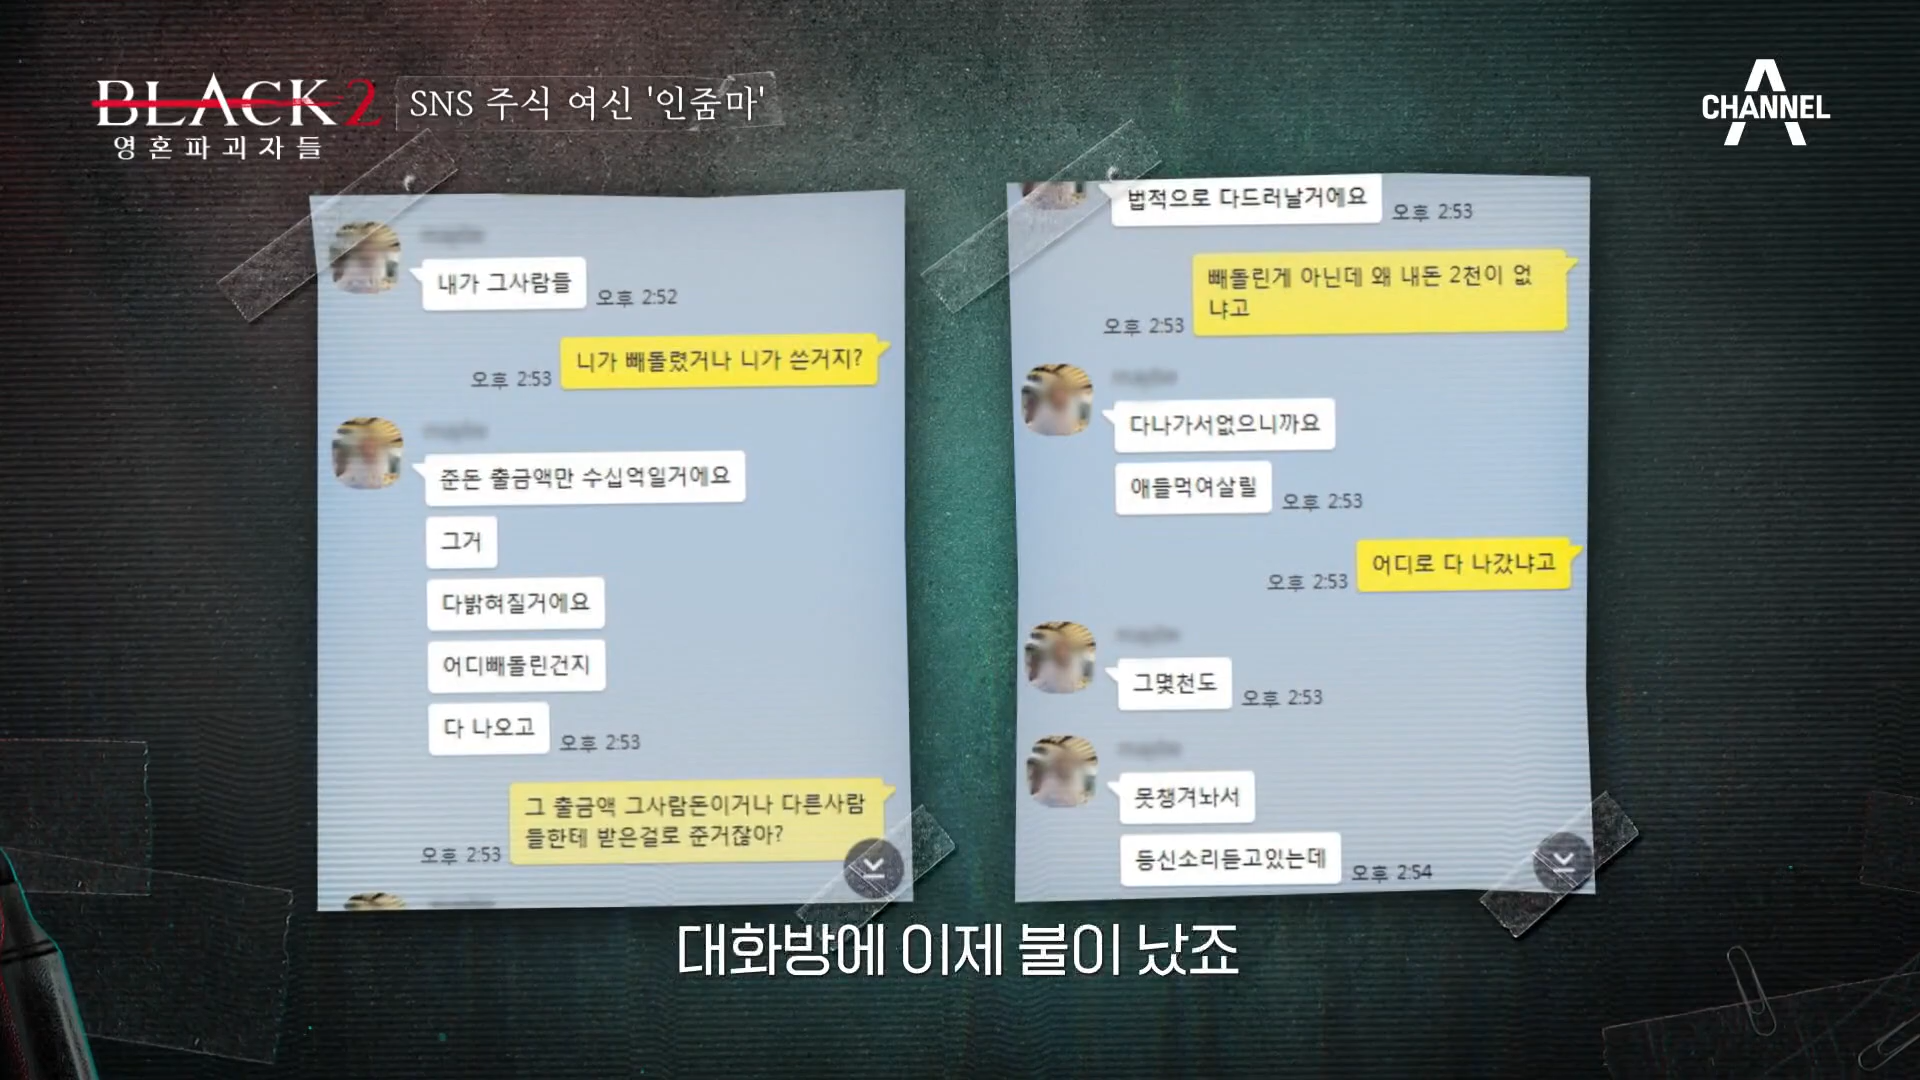 BLACK 2
영혼파괴자들
SNS 주식 여신 '인줌마'
CHANNEL A
내가 그사람들
오후 2:52
니가 빼돌렸거나 니가 쓴거지?
오후 2:53
준돈 출금액만 수십억일거에요
그거
다밝혀질거에요
어디빼돌린건지
다 나오고
오후 2:53
그 출금액 그사람돈이거나 다른사람
들한테 받은걸로 준거잖아?
오후 2:53
법적으로 다드러날거에요
오후 2:53
빼돌린게 아닌데 왜 내돈 2천이 없
냐고
오후 2:53
다나가서없으니까요
애들먹여살릴
오후 2:53
어디로 다 나갔냐고
오후 2:53
그몇천도
오후 2:53
못챙겨놔서
등신소리듣고있는데
오후 2:54
대화방에 이제 불이 났죠